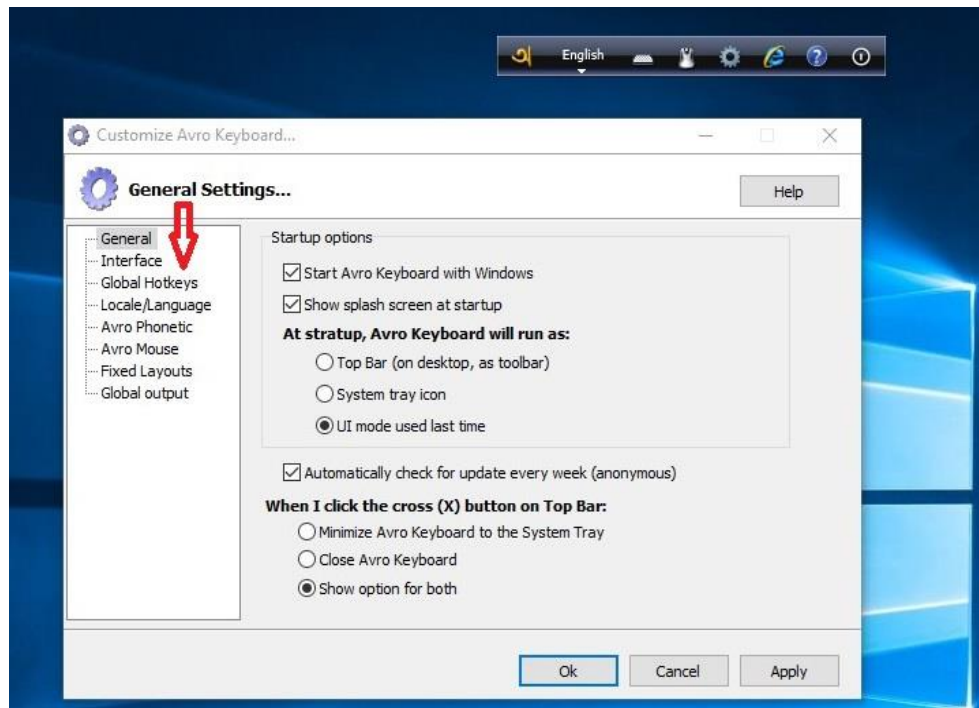 অ English
Customize Avro Keyboard...
General Settings...
Help
General
Interface
Global Hotkeys
Locale/Language
Avro Phonetic
Avro Mouse
Fixed Layouts
Global output
Startup options
Start Avro Keyboard with Windows
Show splash screen at startup
At stratup, Avro Keyboard will run as:
Top Bar (on desktop, as toolbar)
System tray icon
UI mode used last time
Automatically check for update every week (anonymous)
When I click the cross (X) button on Top Bar:
Minimize Avro Keyboard to the System Tray
Close Avro Keyboard
Show option for both
Ok Cancel Apply